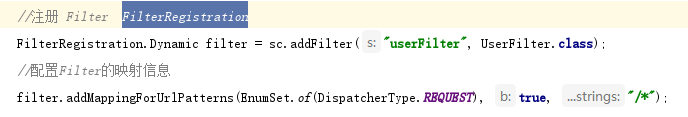 //注册 Filter  FilterRegistration
FilterRegistration.Dynamic filter = sc.addFilter( s: "userFilter", UserFilter.class);
//配置Filter的映射信息
filter.addMappingForUrlPatterns(EnumSet.of(DispatcherType.REQUEST), b: true, ...strings: "/*");